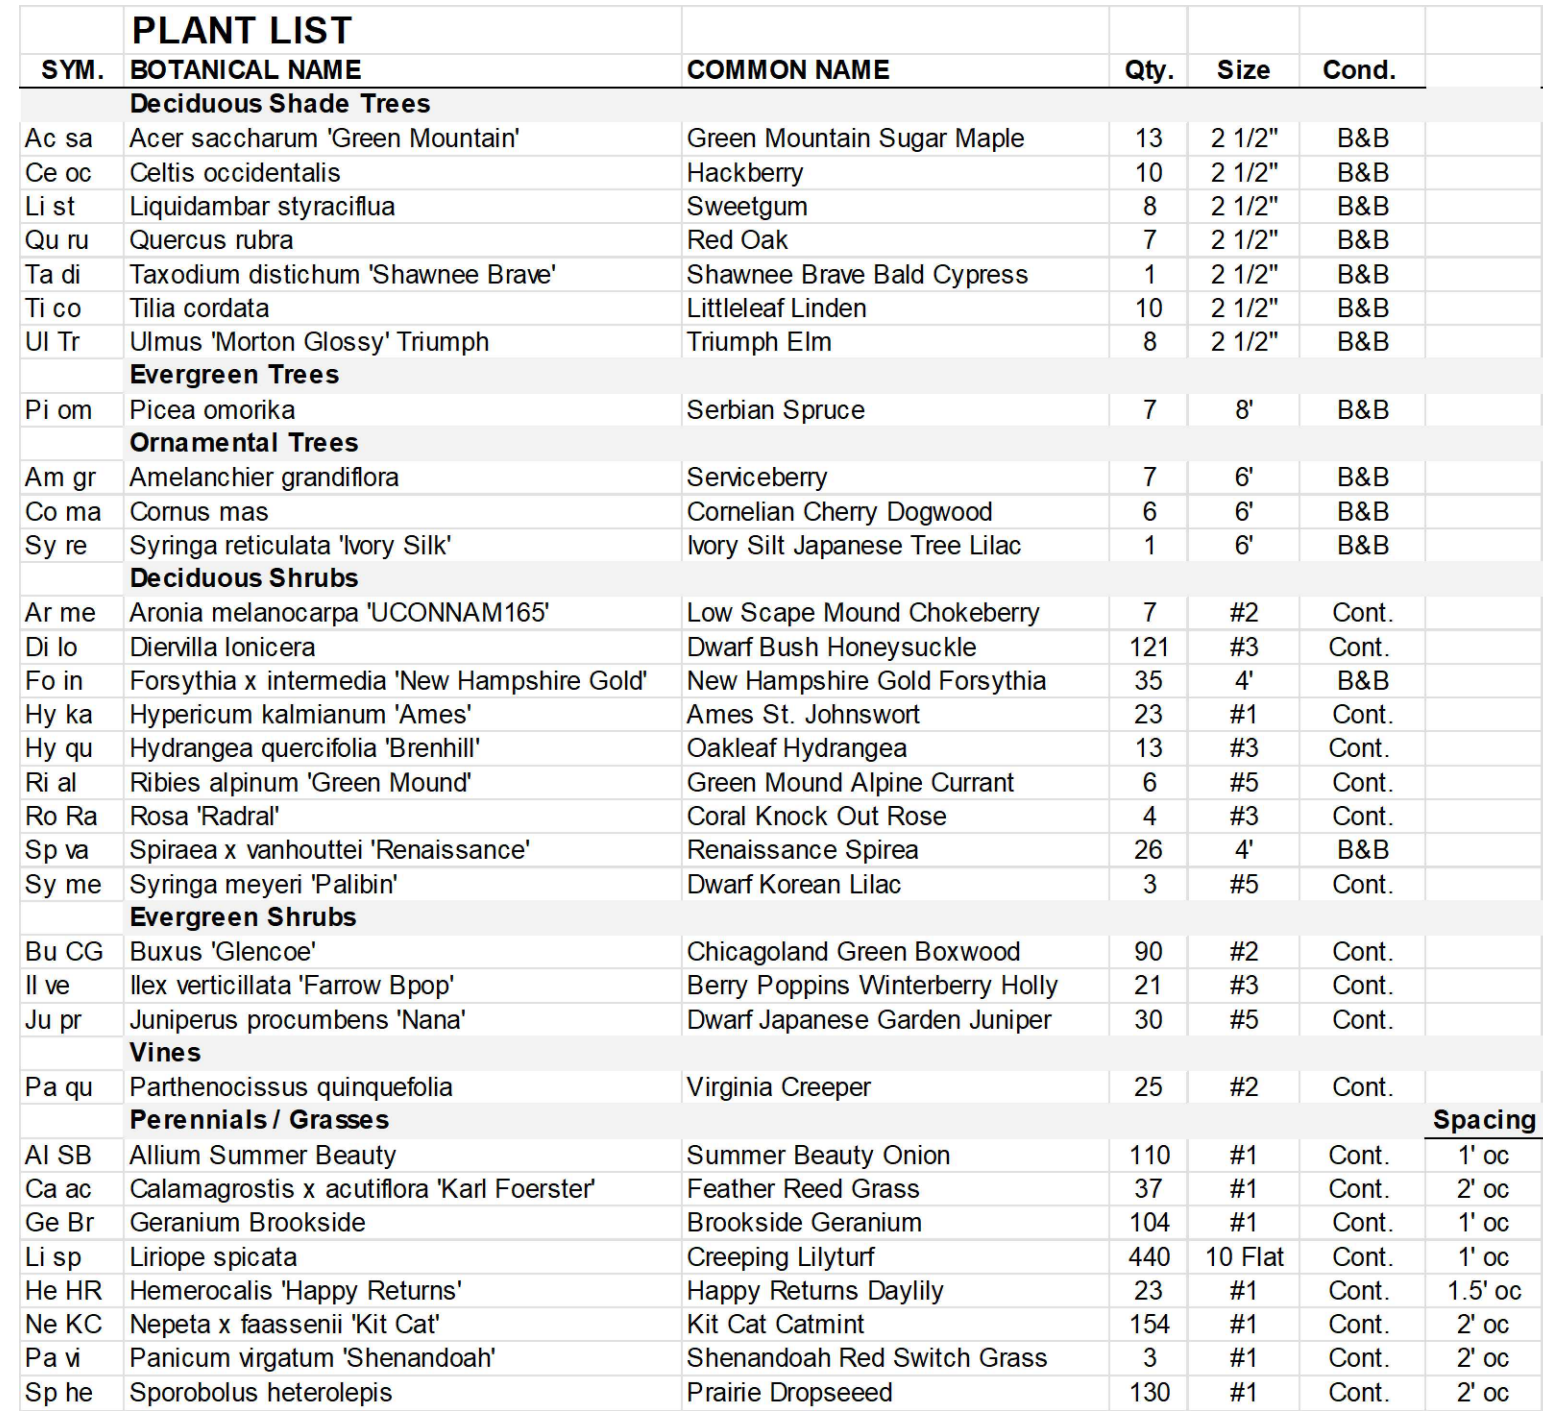 PLANT LIST
SYM. BOTANICAL NAME COMMON NAME Qty. Size Cond.
Deciduous Shade Trees
Ac sa Acer saccharum 'Green Mountain' Green Mountain Sugar Maple 13 2 1/2" B&B
Ce oc Celtis occidentalis Hackberry 10 2 1/2" B&B
Li st Liquidambar styraciflua Sweetgum 8 2 1/2" B&B
Qu ru Quercus rubra Red Oak 7 2 1/2" B&B
Ta di Taxodium distichum 'Shawnee Brave' Shawnee Brave Bald Cypress 1 2 1/2" B&B
Ti co Tilia cordata Littleleaf Linden 10 2 1/2" B&B
Ul Tr Ulmus 'Morton Glossy' Triumph Triumph Elm 8 2 1/2" B&B
Evergreen Trees
Pi om Picea omorika Serbian Spruce 7 8' B&B
Ornamental Trees
Am gr Amelanchier grandiflora Serviceberry 7 6' B&B
Co ma Cornus mas Cornelian Cherry Dogwood 6 6' B&B
Sy re Syringa reticulata 'Ivory Silk' Ivory Silt Japanese Tree Lilac 1 6' B&B
Deciduous Shrubs
Ar me Aronia melanocarpa 'UCONNAM165' Low Scape Mound Chokeberry 7 #2 Cont.
Di lo Diervilla lonicera Dwarf Bush Honeysuckle 121 #3 Cont.
Fo in Forsythia x intermedia 'New Hampshire Gold' New Hampshire Gold Forsythia 35 4' B&B
Hy ka Hypericum kalmianum 'Ames' Ames St. Johnswort 23 #1 Cont.
Hy qu Hydrangea quercifolia 'Brenhill' Oakleaf Hydrangea 13 #3 Cont.
Ri al Ribies alpinum 'Green Mound' Green Mound Alpine Currant 6 #5 Cont.
Ro Ra Rosa 'Radral' Coral Knock Out Rose 4 #3 Cont.
Sp va Spiraea x vanhouttei 'Renaissance' Renaissance Spirea 26 4' B&B
Sy me Syringa meyeri 'Palibin' Dwarf Korean Lilac 3 #5 Cont.
Evergreen Shrubs
Bu CG Buxus 'Glencoe' Chicagoland Green Boxwood 90 #2 Cont.
Il ve Ilex verticillata 'Farrow Bpop' Berry Poppins Winterberry Holly 21 #3 Cont.
Ju pr Juniperus procumbens 'Nana' Dwarf Japanese Garden Juniper 30 #5 Cont.
Vines
Pa qu Parthenocissus quinquefolia Virginia Creeper 25 #2 Cont.
Perennials / Grasses Spacing
Al SB Allium Summer Beauty Summer Beauty Onion 110 #1 Cont. 1' oc
Ca ac Calamagrostis x acutiflora 'Karl Foerster' Feather Reed Grass 37 #1 Cont. 2' oc
Ge Br Geranium Brookside Brookside Geranium 104 #1 Cont. 1' oc
Li sp Liriope spicata Creeping Lilyturf 440 10 Flat Cont. 1' oc
He HR Hemerocalis 'Happy Returns' Happy Returns Daylily 23 #1 Cont. 1.5' oc
Ne KC Nepeta x faassenii 'Kit Cat' Kit Cat Catmint 154 #1 Cont. 2' oc
Pa vi Panicum virgatum 'Shenandoah' Shenandoah Red Switch Grass 3 #1 Cont. 2' oc
Sp he Sporobolus heterolepis Prairie Dropseeed 130 #1 Cont. 2' oc